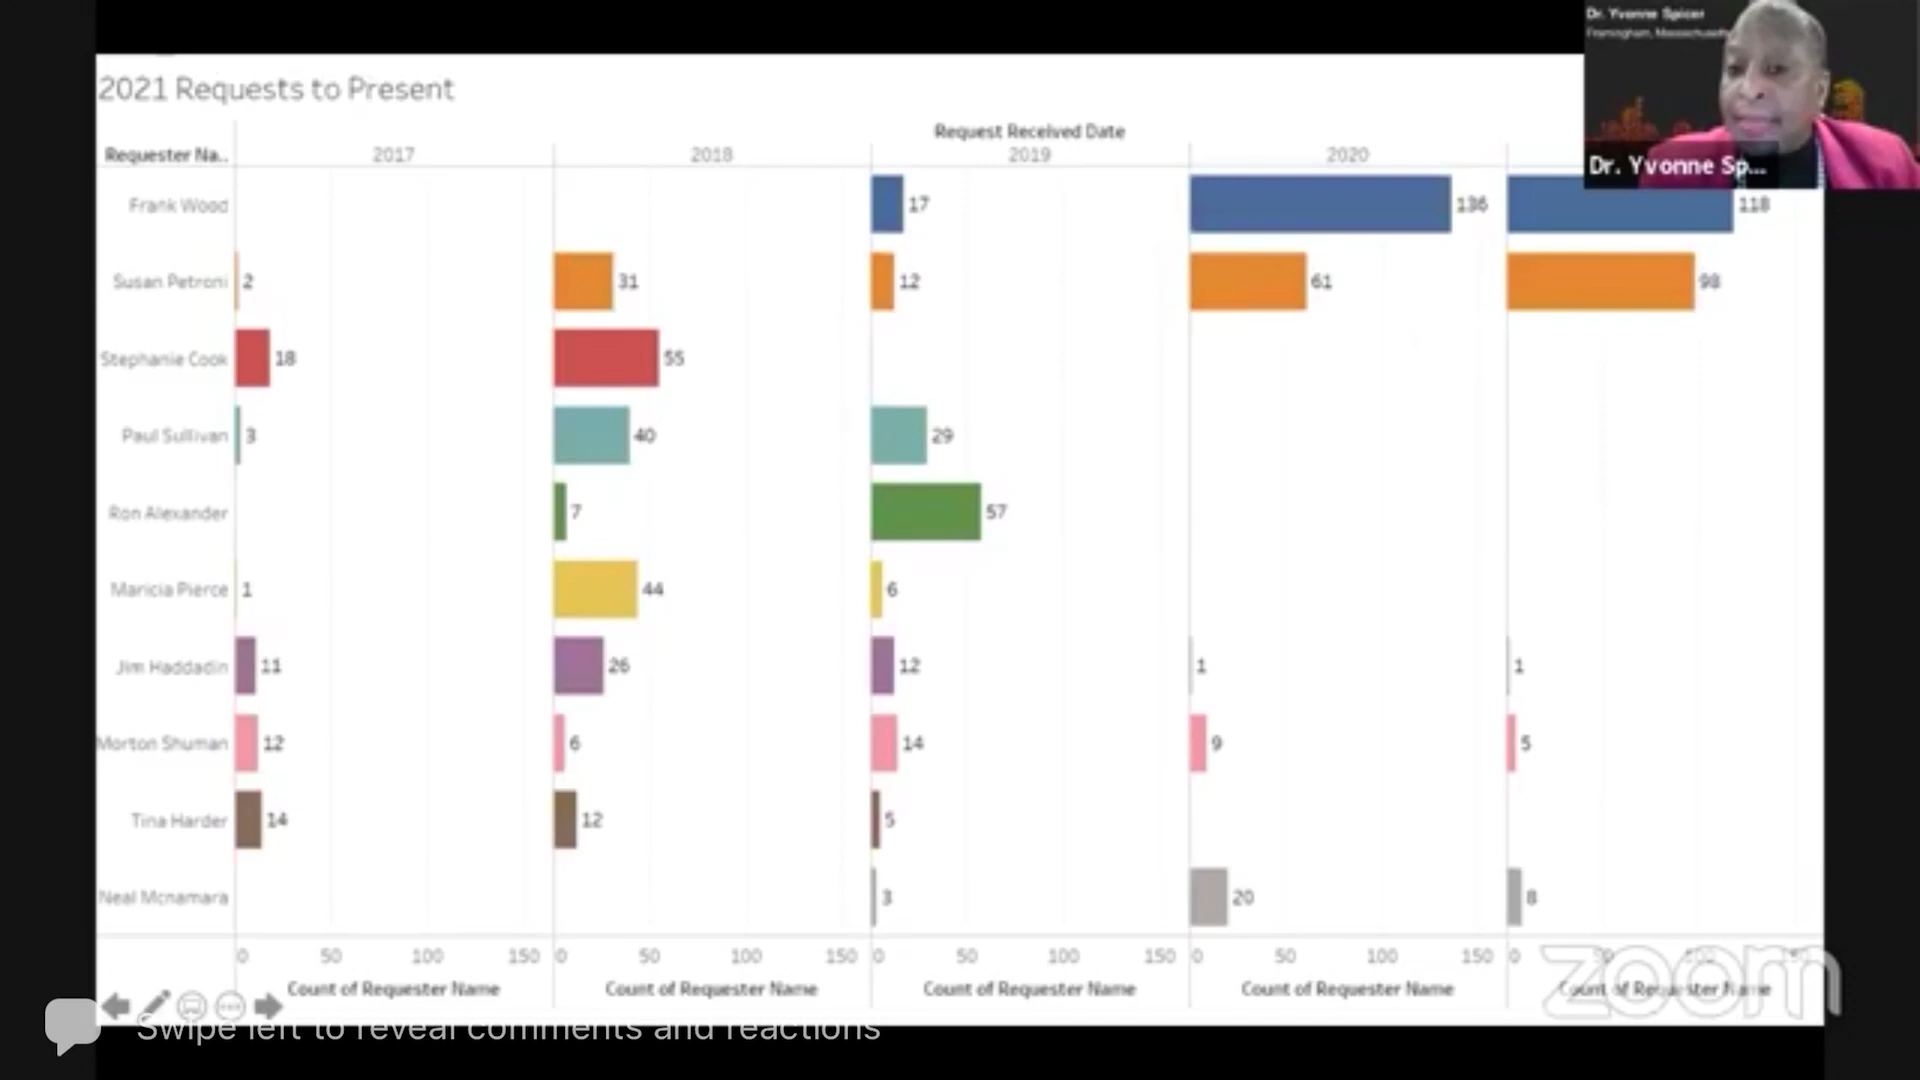 Dr. Yvonne Spicer
Framingham, Massachusetts
Dr. Yvonne Sp...
2021 Requests to Present
Request Received Date
Requester Na.. 2017 2018 2019 2020
Frank Wood 17 136 118
Susan Petroni 2 31 12 61 98
Stephanie Cook 18 55
Paul Sullivan 3 40 29
Ron Alexander 7 57
Maricia Pierce 1 44 6
Jim Haddadin 11 26 12 1 1
Morton Shuman 12 6 14 9 5
Tina Harder 14 12 5
Neal Mcnamara 3 20 8
0 50 100 150 0 50 100 150 0 50 100 150 0 50 100 150 0
Count of Requester Name Count of Requester Name Count of Requester Name Count of Requester Name Count of Requester Name
zoom
Swipe left to reveal comments and reactions